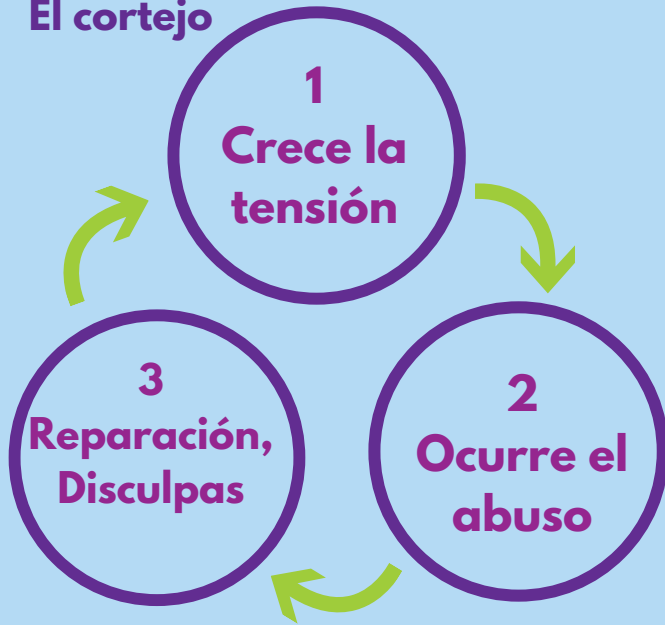 El cortejo
1
Crece la
tensión
2
Ocurre el
abuso
3
Reparación,
Disculpas